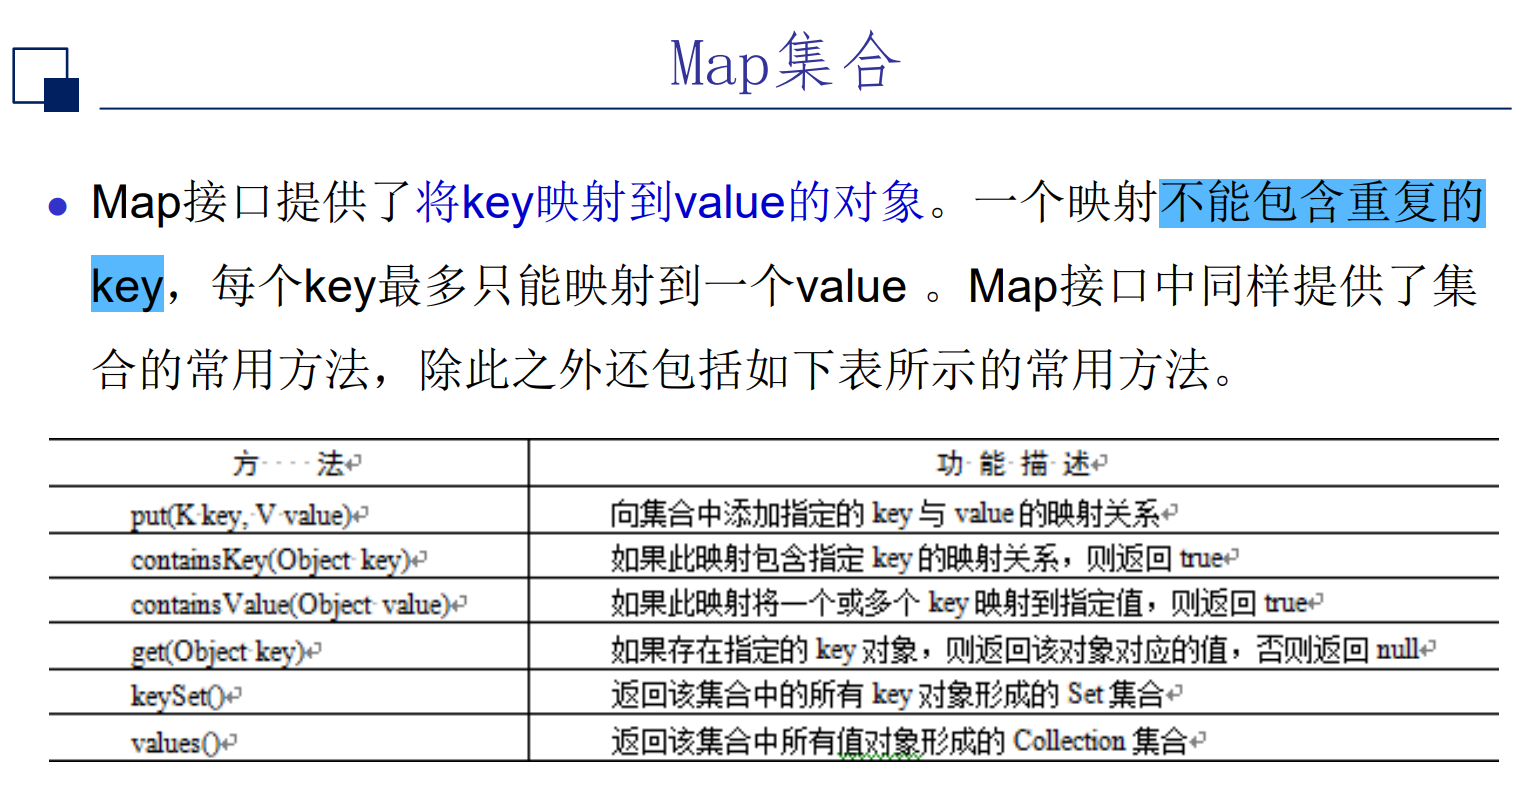 Map集合
Map接口提供了将key映射到value的对象。一个映射不能包含重复的
key，每个key最多只能映射到一个value 。Map接口中同样提供了集
合的常用方法，除此之外还包括如下表所示的常用方法。
方 法 功 能 描 述
put(K key, V value) 向集合中添加指定的 key 与 value 的映射关系
containsKey(Object key) 如果此映射包含指定 key 的映射关系，则返回 true
containsValue(Object value) 如果此映射将一个或多个 key 映射到指定值，则返回 true
get(Object key) 如果存在指定的 key 对象，则返回该对象对应的值，否则返回 null
keySet() 返回该集合中的所有 key 对象形成的 Set 集合
values() 返回该集合中所有值对象形成的 Collection 集合